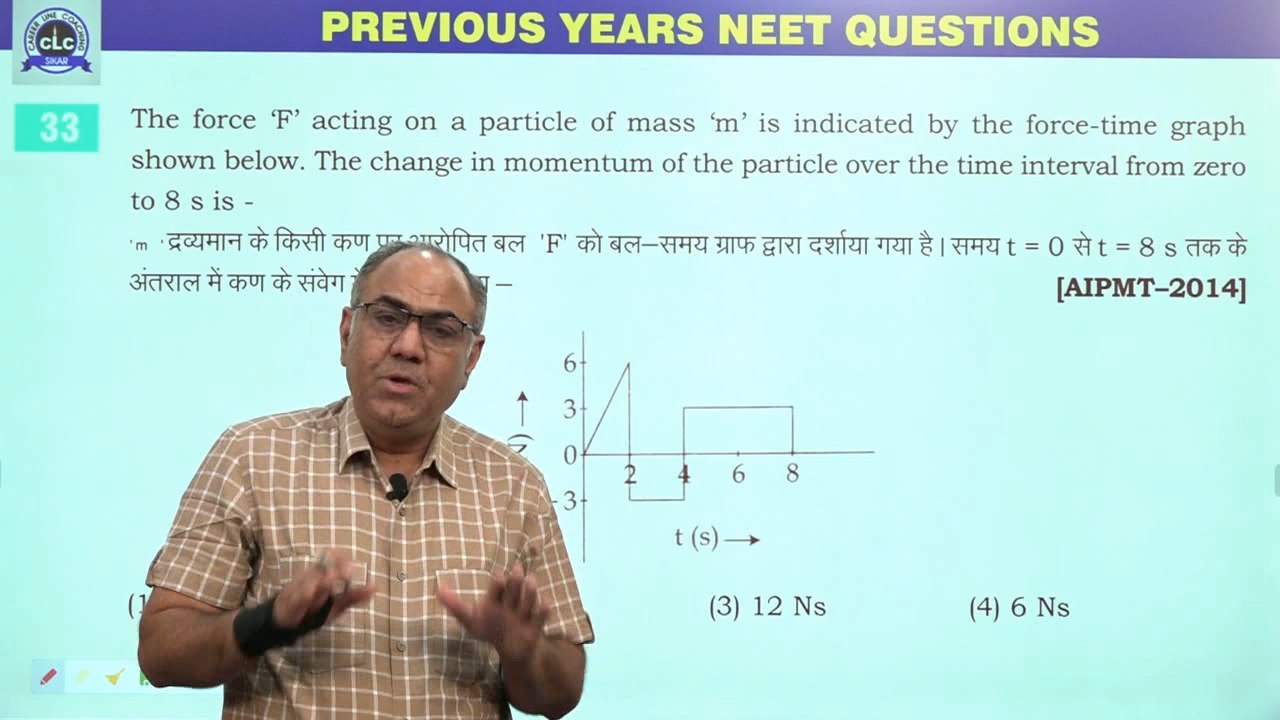 PREVIOUS YEARS NEET QUESTIONS
CAREER LINE COACHING
CLC
SIKAR
33
The force ‘F’ acting on a particle of mass ‘m’ is indicated by the force-time graph
shown below. The change in momentum of the particle over the time interval from zero
to 8 s is -
'm ' द्रव्यमान के किसी कण पर आरोपित बल 'F' को बल–समय ग्राफ द्वारा दर्शाया गया है। समय t = 0 से t = 8 s तक के
अंतराल में कण के संवेग –
[AIPMT–2014]
6
3
0
2 4 6 8
-3
t (s)
(3) 12 Ns (4) 6 Ns